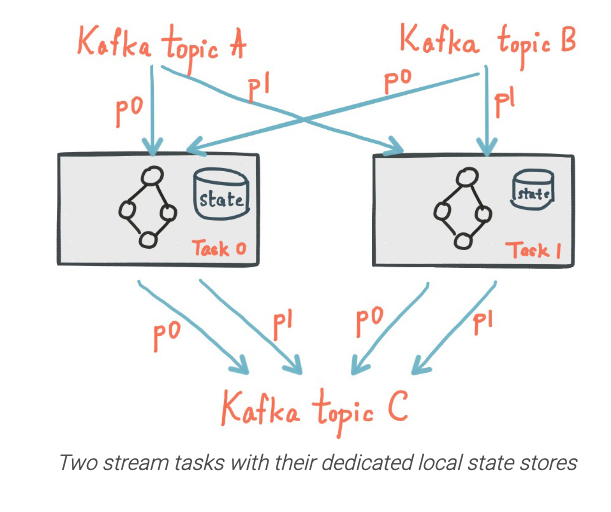 Kafka topic A
Kafka topic B
p0
p1
p0
p1
state
Task 0
state
Task 1
p0
p1
p0
p1
Kafka topic C
Two stream tasks with their dedicated local state stores